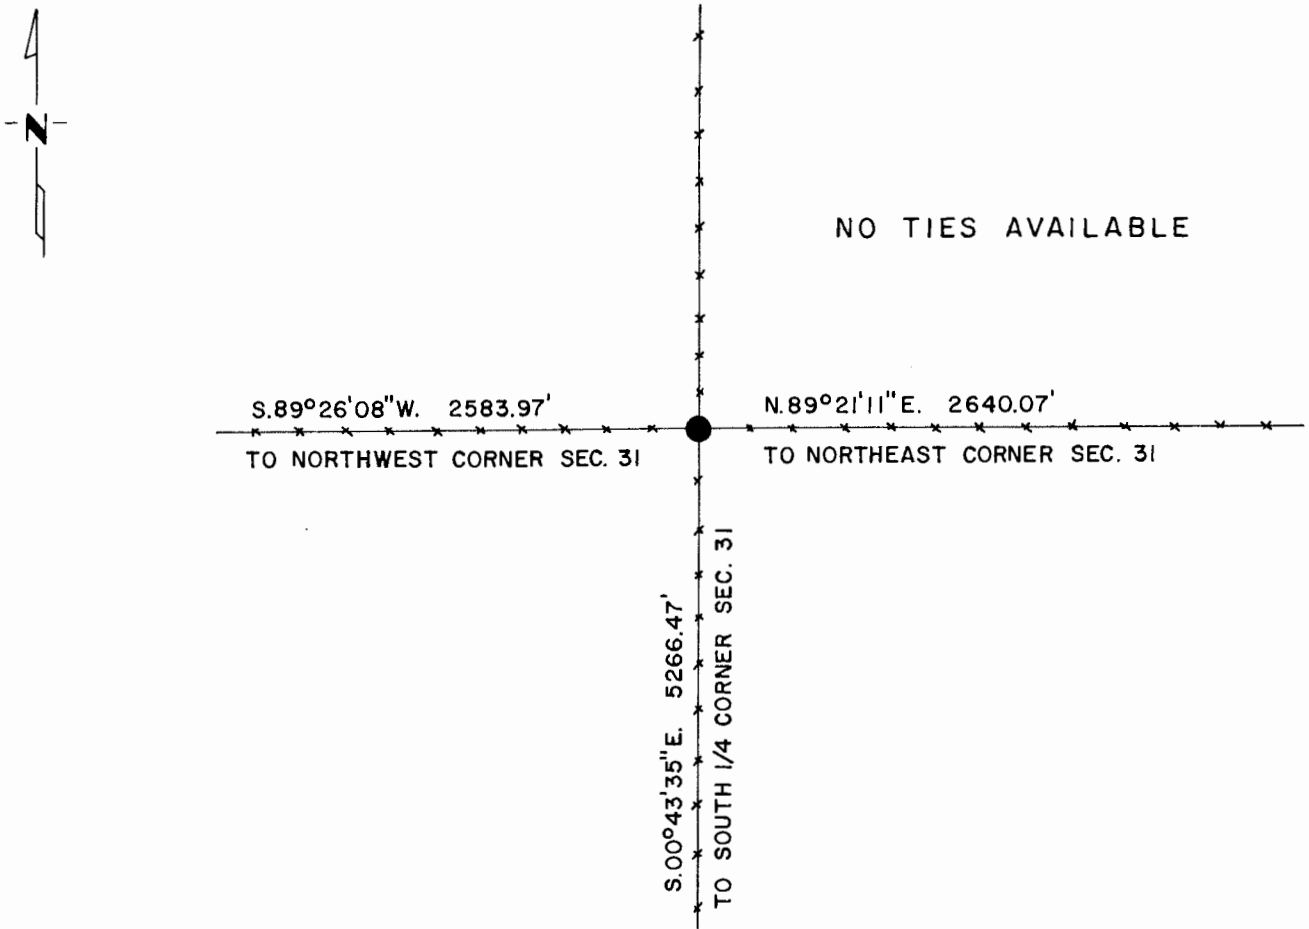 N
NO TIES AVAILABLE
S.89°26'08"W. 2583.97'
TO NORTHWEST CORNER SEC. 31
N.89°21'11"E. 2640.07'
TO NORTHEAST CORNER SEC. 31
S.00°43'35"E. 5266.47'
TO SOUTH 1/4 CORNER SEC. 31